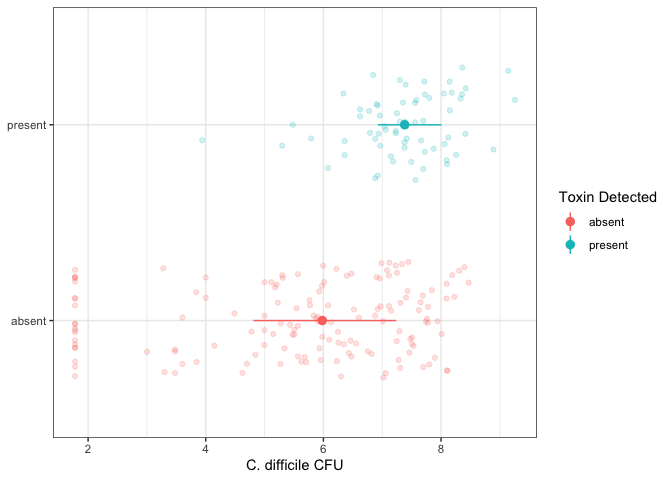 present
absent
2
4
6
8
C. difficile CFU
Toxin Detected
absent
present